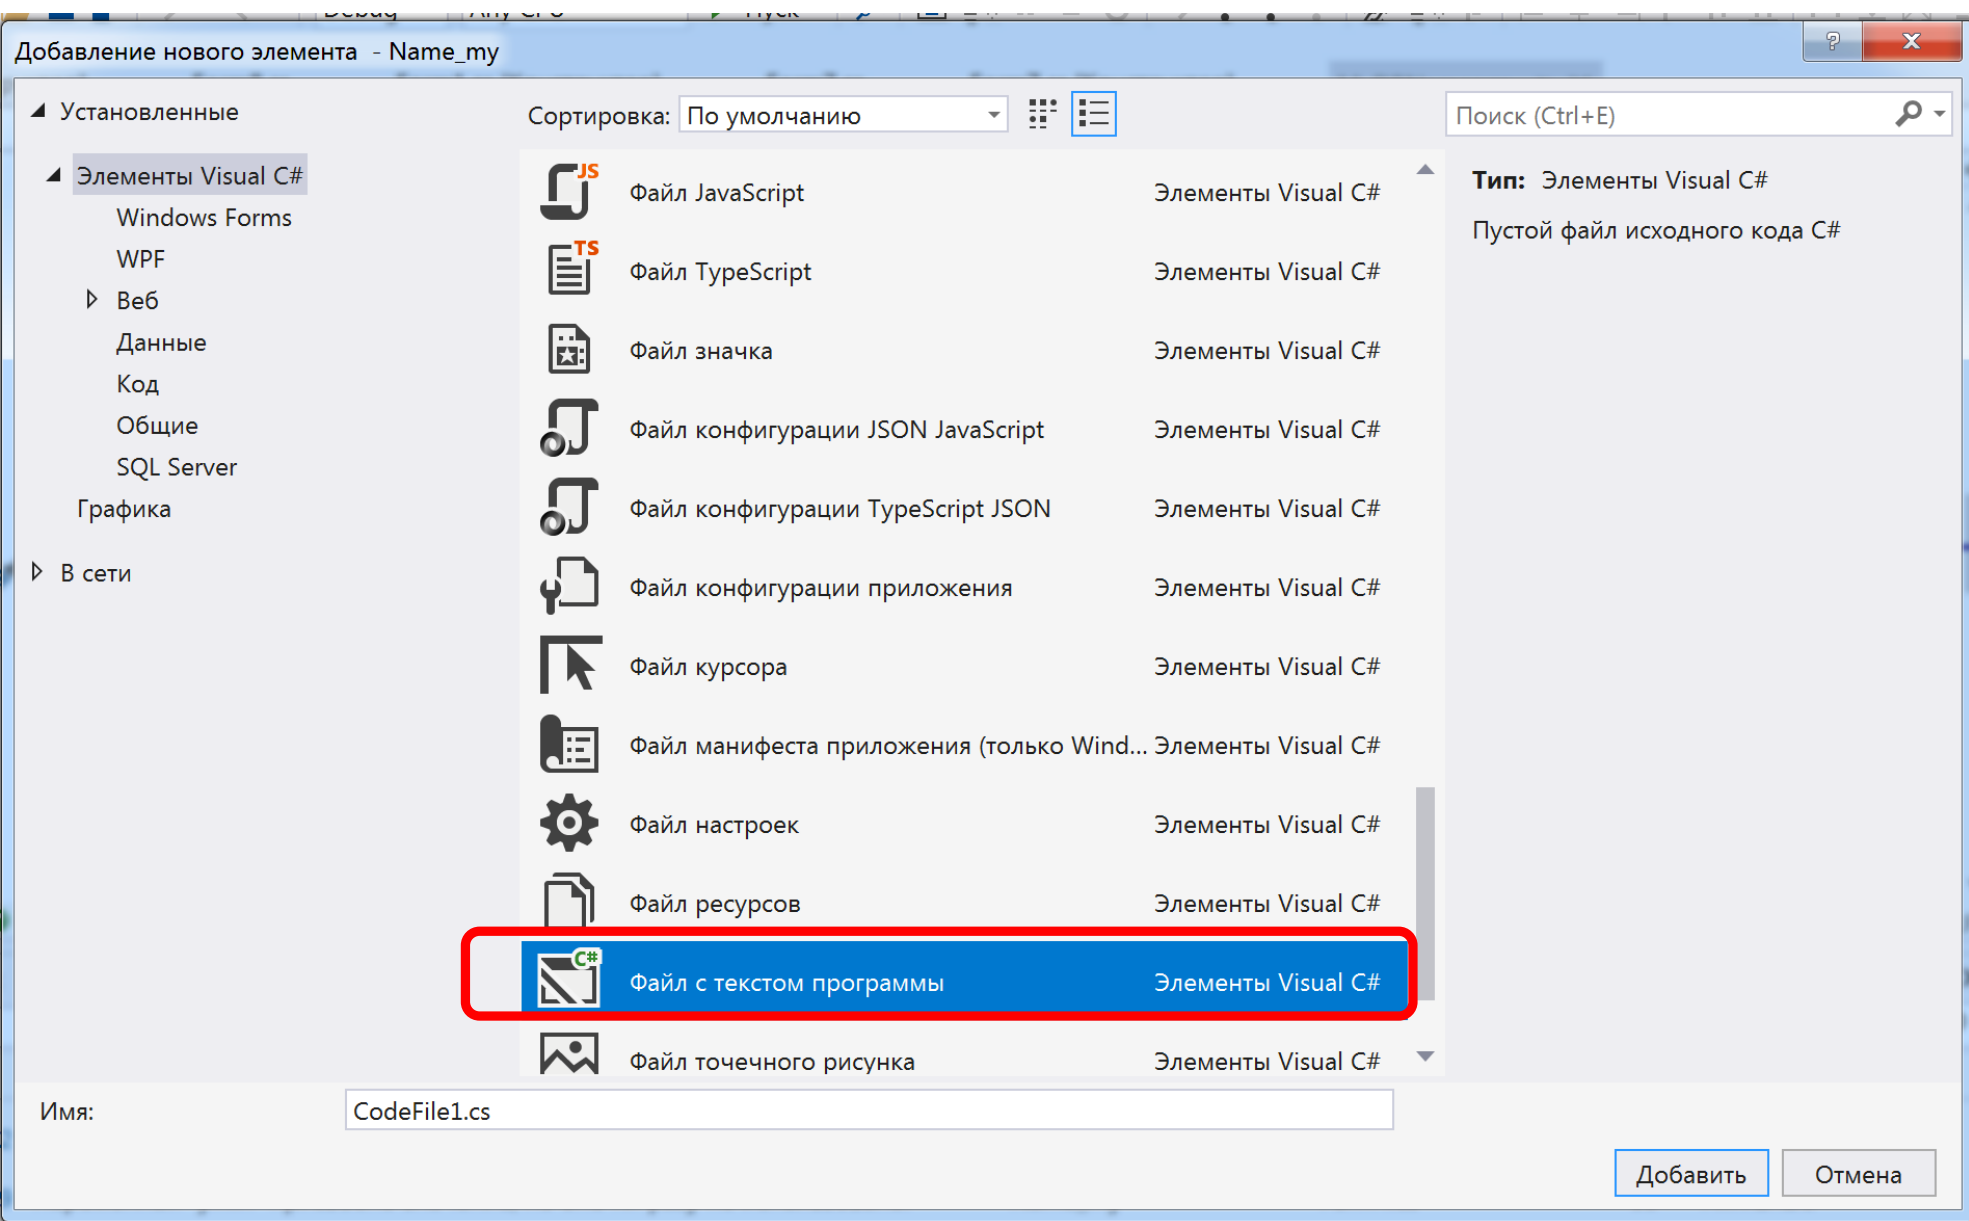 Debug Any CPU Пуск
Добавление нового элемента - Name_my
Установленные
Сортировка: По умолчанию
Поиск (Ctrl+E)
Элементы Visual C#
Windows Forms
WPF
Веб
Данные
Код
Общие
SQL Server
Графика
В сети
JS Файл JavaScript Элементы Visual C#
TS Файл TypeScript Элементы Visual C#
Файл значка Элементы Visual C#
Файл конфигурации JSON JavaScript Элементы Visual C#
Файл конфигурации TypeScript JSON Элементы Visual C#
Файл конфигурации приложения Элементы Visual C#
Файл курсора Элементы Visual C#
Файл манифеста приложения (только Wind... Элементы Visual C#
Файл настроек Элементы Visual C#
Файл ресурсов Элементы Visual C#
C# Файл с текстом программы Элементы Visual C#
Файл точечного рисунка Элементы Visual C#
Тип: Элементы Visual C#
Пустой файл исходного кода C#
Имя: CodeFile1.cs
Добавить Отмена